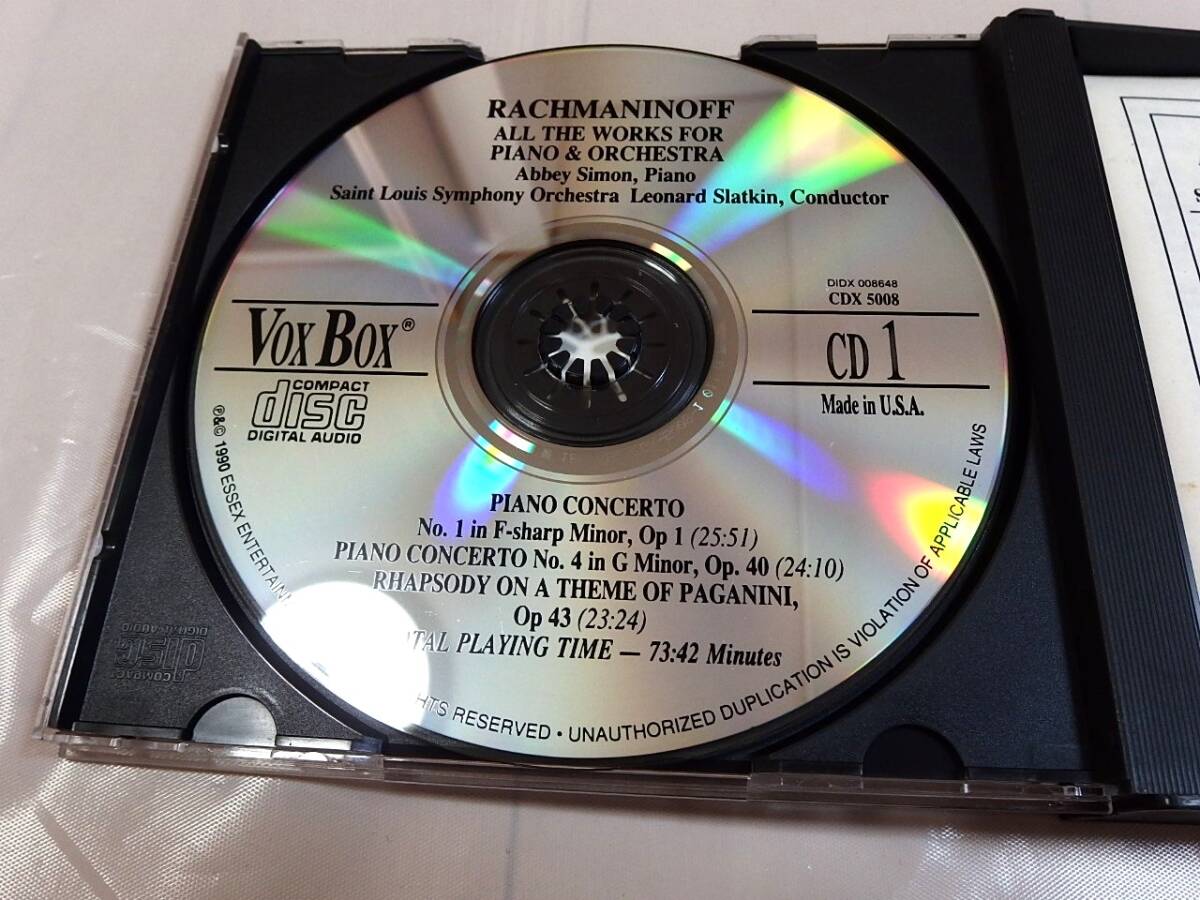 RACHMANINOFF
ALL THE WORKS FOR
PIANO & ORCHESTRA
Abbey Simon, Piano
Saint Louis Symphony Orchestra Leonard Slatkin, Conductor
VOX BOX®
COMPACT
disc
DIGITAL AUDIO
DIDX 008648
CDX 5008
CD 1
Made in U.S.A.
PIANO CONCERTO
No. 1 in F-sharp Minor, Op 1 (25:51)
PIANO CONCERTO No. 4 in G Minor, Op. 40 (24:10)
RHAPSODY ON A THEME OF PAGANINI,
Op 43 (23:24)
PLAYING TIME — 73:42 Minutes
℗&© 1990 ESSEX
RESERVED • UNAUTHORIZED DUPLICATION IS VIOLATION OF APPLICABLE LAWS
COMPACT
disc
DIGITAL AUDIO